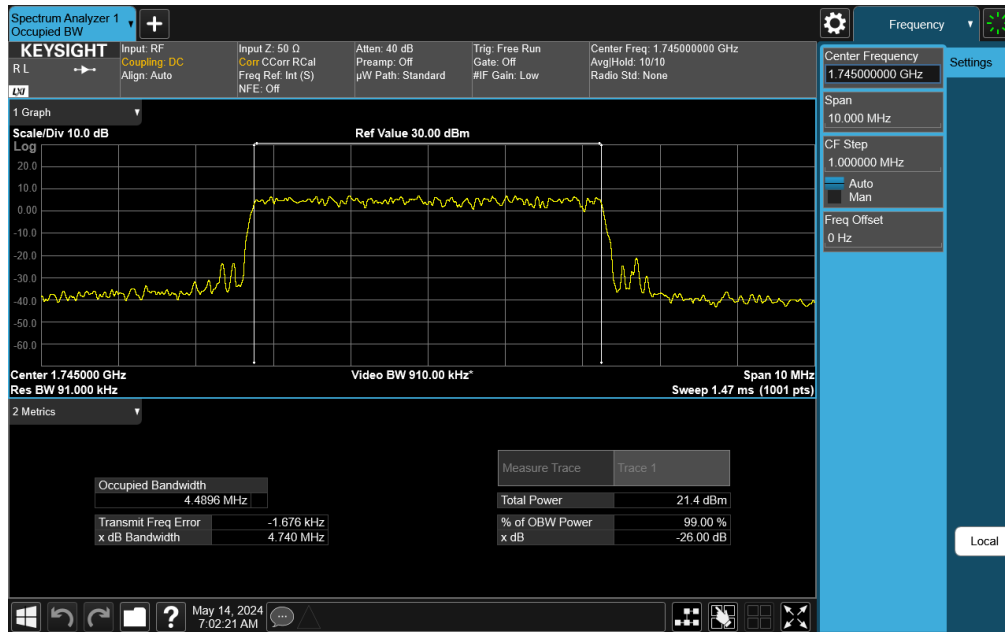 Spectrum Analyzer 1
Occupied BW
Frequency
KEYSIGHT
R L
LXI
Input: RF
Coupling: DC
Align: Auto
Input Z: 50 Ω
Corr CCorr RCal
Freq Ref: Int (S)
NFE: Off
Atten: 40 dB
Preamp: Off
µW Path: Standard
Trig: Free Run
Gate: Off
#IF Gain: Low
Center Freq: 1.745000000 GHz
Avg|Hold: 10/10
Radio Std: None
Center Frequency
1.745000000 GHz
Settings
Span
10.000 MHz
CF Step
1.000000 MHz
Auto
Man
Freq Offset
0 Hz
Local
1 Graph
Scale/Div 10.0 dB
Ref Value 30.00 dBm
Log
20.0
10.0
0.00
-10.0
-20.0
-30.0
-40.0
-50.0
-60.0
Center 1.745000 GHz
Video BW 910.00 kHz*
Span 10 MHz
Res BW 91.000 kHz
Sweep 1.47 ms (1001 pts)
2 Metrics
Measure Trace
Trace 1
Occupied Bandwidth
4.4896 MHz
Total Power
21.4 dBm
Transmit Freq Error
-1.676 kHz
% of OBW Power
99.00 %
x dB Bandwidth
4.740 MHz
x dB
-26.00 dB
?
May 14, 2024
7:02:21 AM